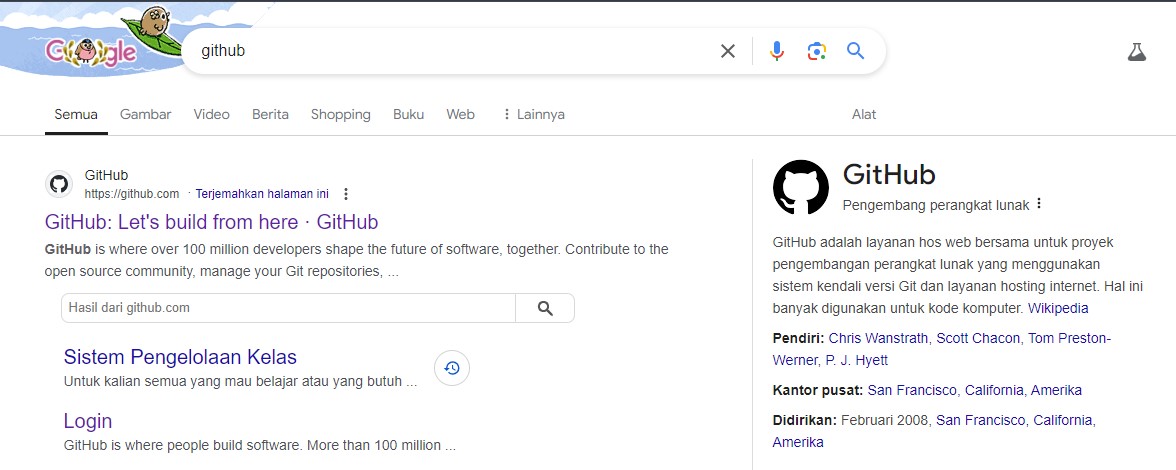 Google
github
Semua
Gambar
Video
Berita
Shopping
Buku
Web
Lainnya
Alat
GitHub
https://github.com · Terjemahkan halaman ini
GitHub: Let's build from here · GitHub
GitHub is where over 100 million developers shape the future of software, together. Contribute to the
open source community, manage your Git repositories, ...
Hasil dari github.com
Sistem Pengelolaan Kelas
Untuk kalian semua yang mau belajar atau yang butuh ...
Login
GitHub is where people build software. More than 100 million ...
GitHub
Pengembang perangkat lunak
GitHub adalah layanan hos web bersama untuk proyek
pengembangan perangkat lunak yang menggunakan
sistem kendali versi Git dan layanan hosting internet. Hal ini
banyak digunakan untuk kode komputer. Wikipedia
Pendiri: Chris Wanstrath, Scott Chacon, Tom Preston-
Werner, P. J. Hyett
Kantor pusat: San Francisco, California, Amerika
Didirikan: Februari 2008, San Francisco, California,
Amerika